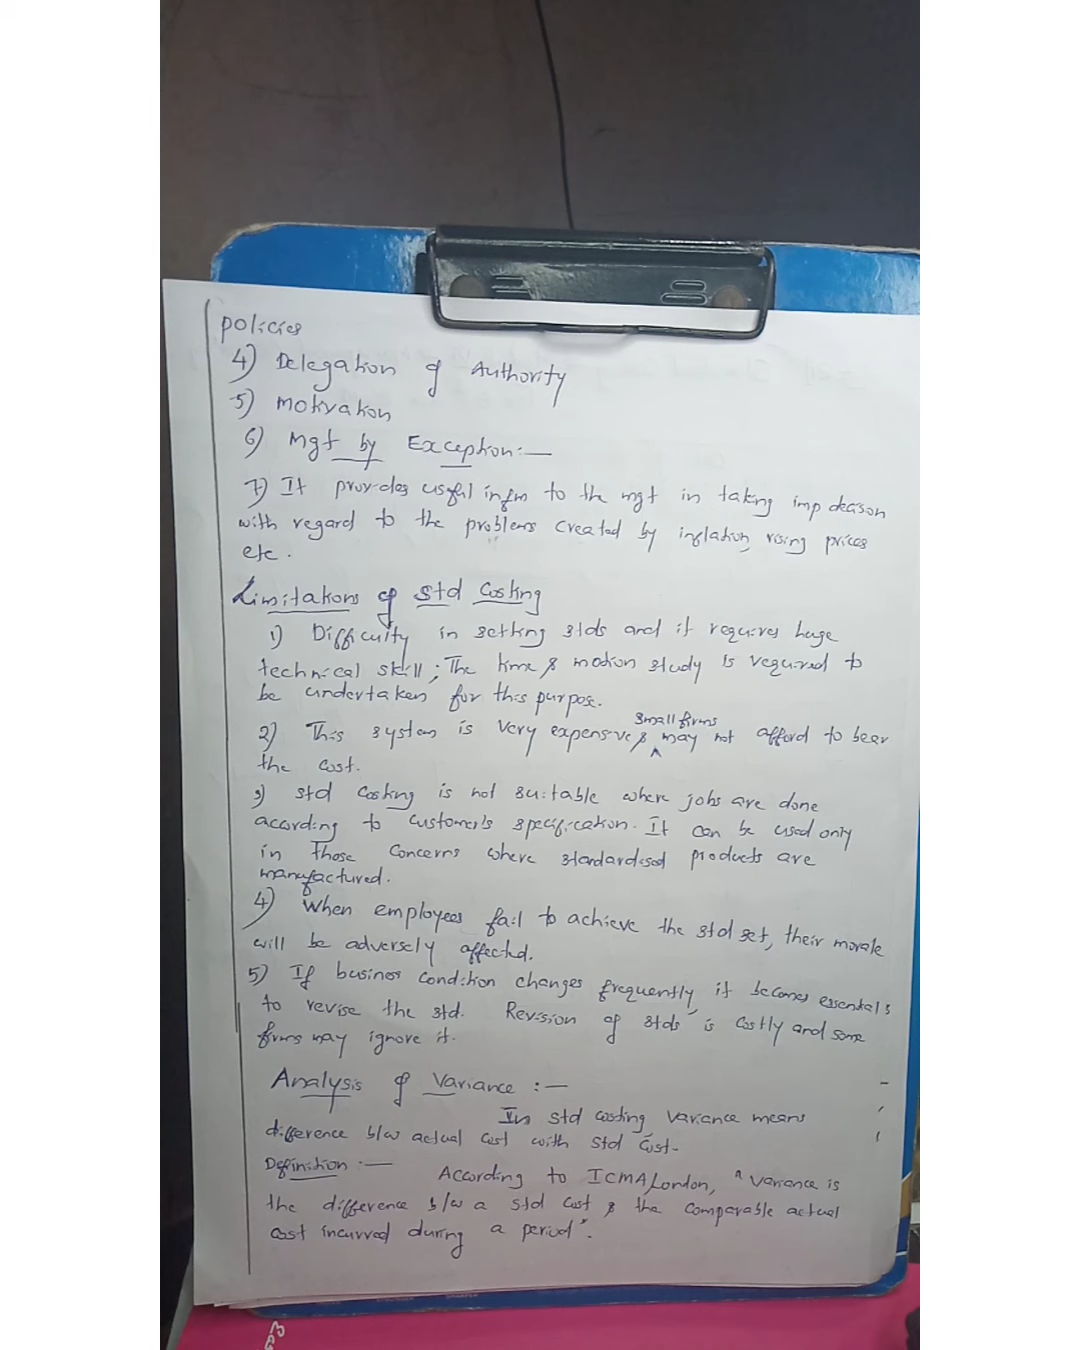 policies
4) Delegation of Authority
5) Motivation
6) Mgt by Exception:—
7) It provides useful infm to the mgt in taking imp decison
with regard to the problems created by inflation, rising prices
etc.
Limitations of Std Costing
1) Difficulty in setting stds and it requires huge
technical skill; The time & motion study is required to
be undertaken for this purpose.
small firms
2) This system is very expensive & may not afford to bear
the cost.
3) Std Costing is not suitable where jobs are done
according to customer's specification. It can be used only
in those concerns where standardised products are
manufactured.
4) When employees fail to achieve the std set, their morale
will be adversely affected.
5) If business condition changes frequently, it becomes essentials
to revise the std. Revision of stds is costly and some
firms may ignore it.
Analysis of Variance :—
In std costing variance means
difference b/w actual cost with std cost.
Definition :— According to ICMA, London, "Variance is
the difference b/w a std cost & the comparable actual
cost incurred during a period".